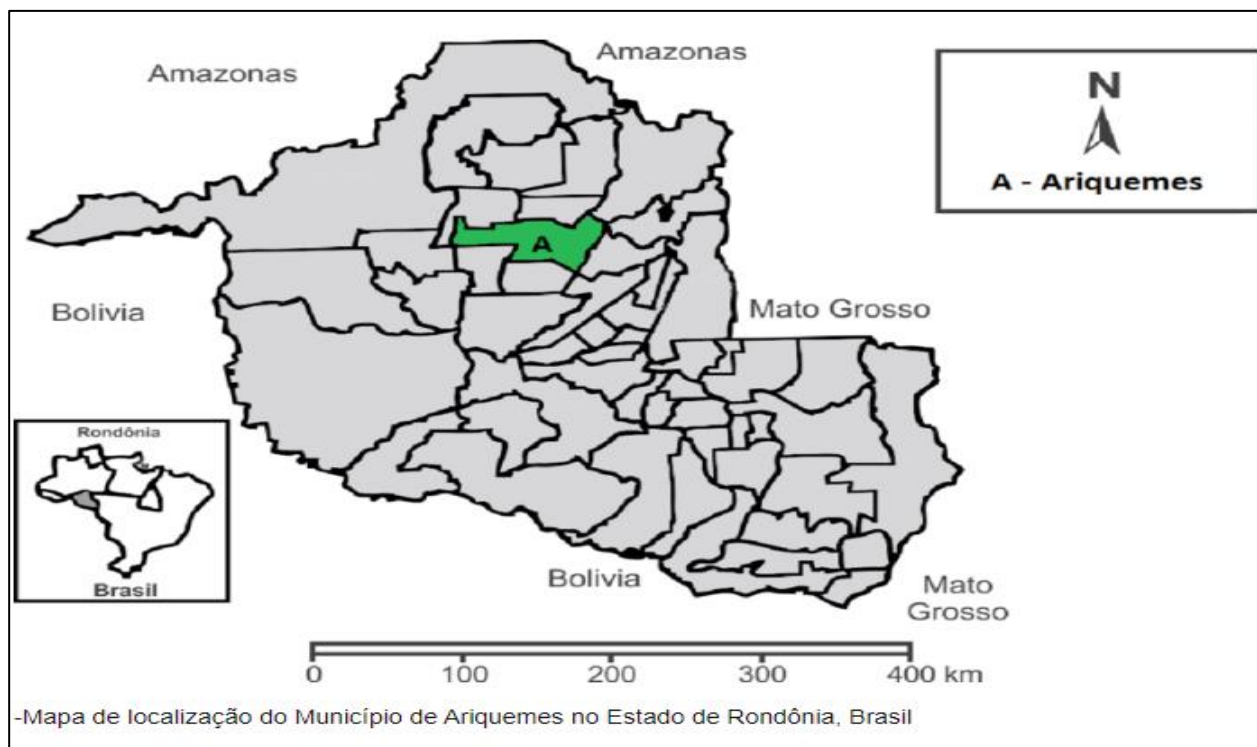 Amazonas
Amazonas
N
A - Ariquemes
A
Bolivia
Mato Grosso
Rondônia
Brasil
Bolivia
Mato
Grosso
0 100 200 300 400 km
-Mapa de localização do Município de Ariquemes no Estado de Rondônia, Brasil